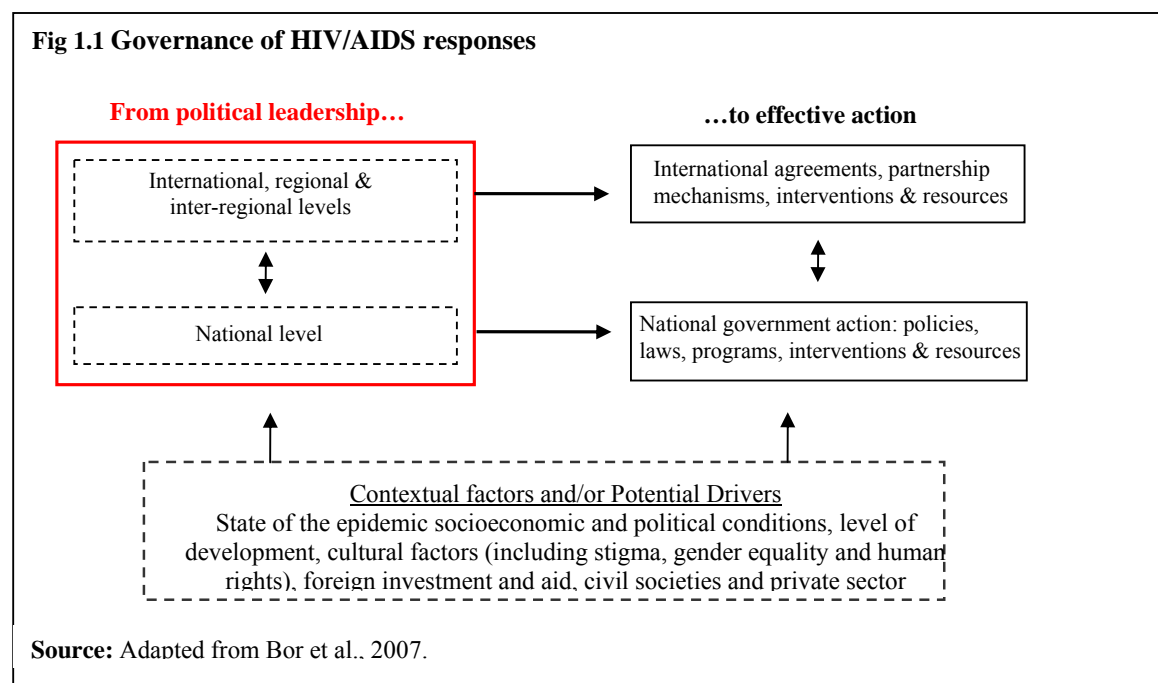 Fig 1.1 Governance of HIV/AIDS responses
From political leadership…
…to effective action
International, regional &
inter-regional levels
International agreements, partnership
mechanisms, interventions & resources
National level
National government action: policies,
laws, programs, interventions & resources
Contextual factors and/or Potential Drivers
State of the epidemic socioeconomic and political conditions, level of
development, cultural factors (including stigma, gender equality and human
rights), foreign investment and aid, civil societies and private sector
Source: Adapted from Bor et al., 2007.